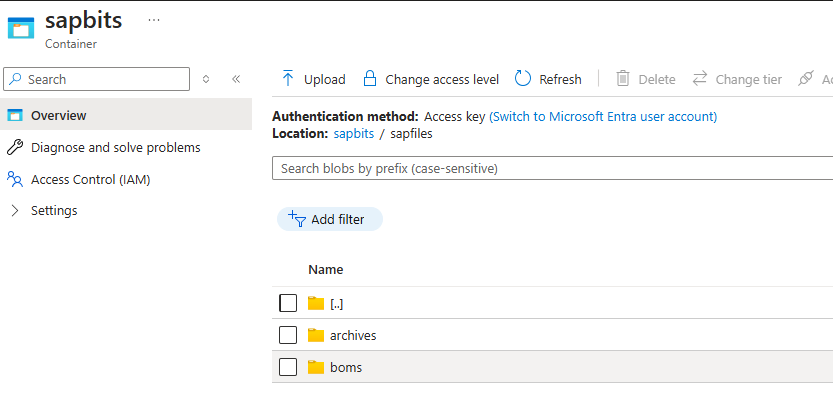 sapbits ...
Container
Search
Upload Change access level Refresh Delete Change tier
Overview
Diagnose and solve problems
Access Control (IAM)
Settings
Authentication method: Access key (Switch to Microsoft Entra user account)
Location: sapbits / sapfiles
Search blobs by prefix (case-sensitive)
Add filter
Name
[..]
archives
boms